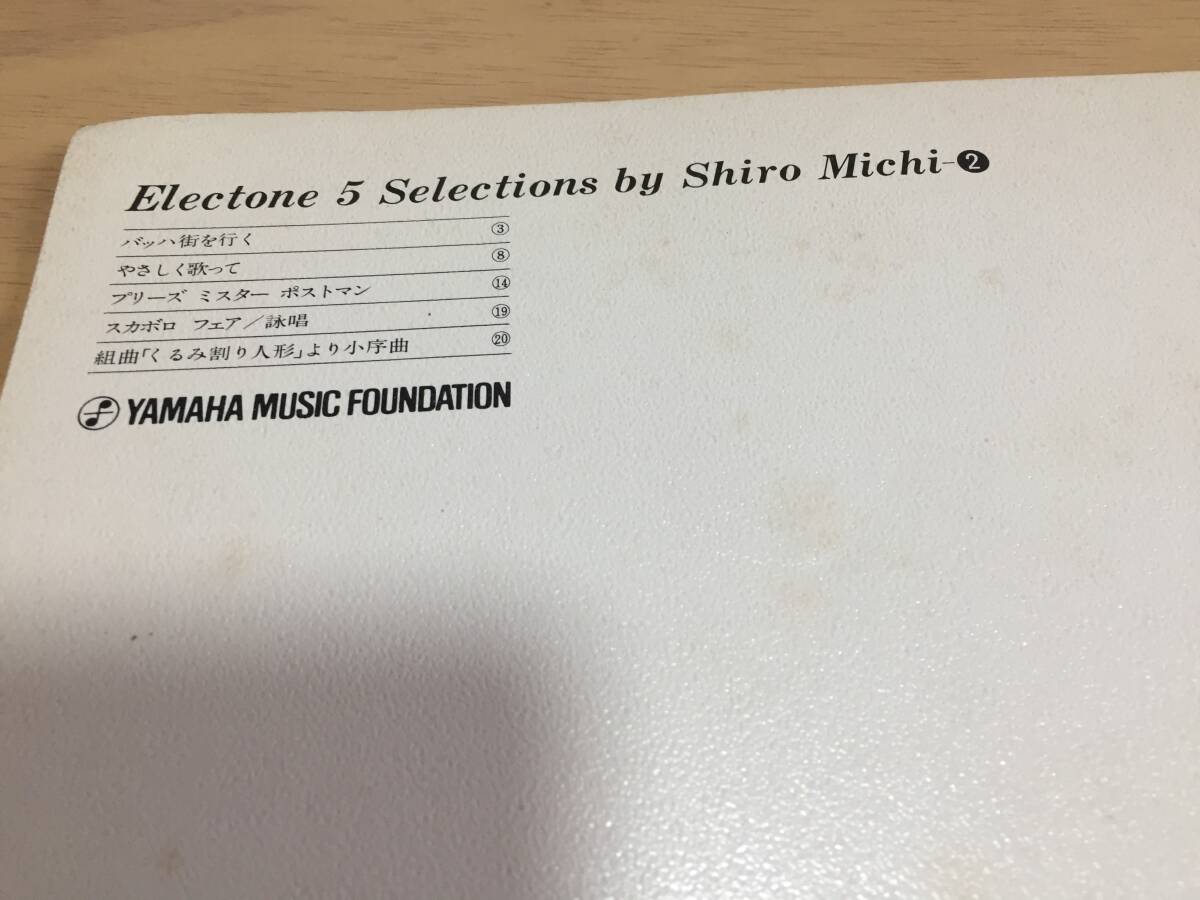 Electone 5 Selections by Shiro Michi-❷
バッハ街を行く ③
やさしく歌って ⑧
プリーズ ミスター ポストマン ⑭
スカボロ フェア／詠唱 ⑲
組曲「くるみ割り人形」より小序曲 ⑳
YAMAHA MUSIC FOUNDATION